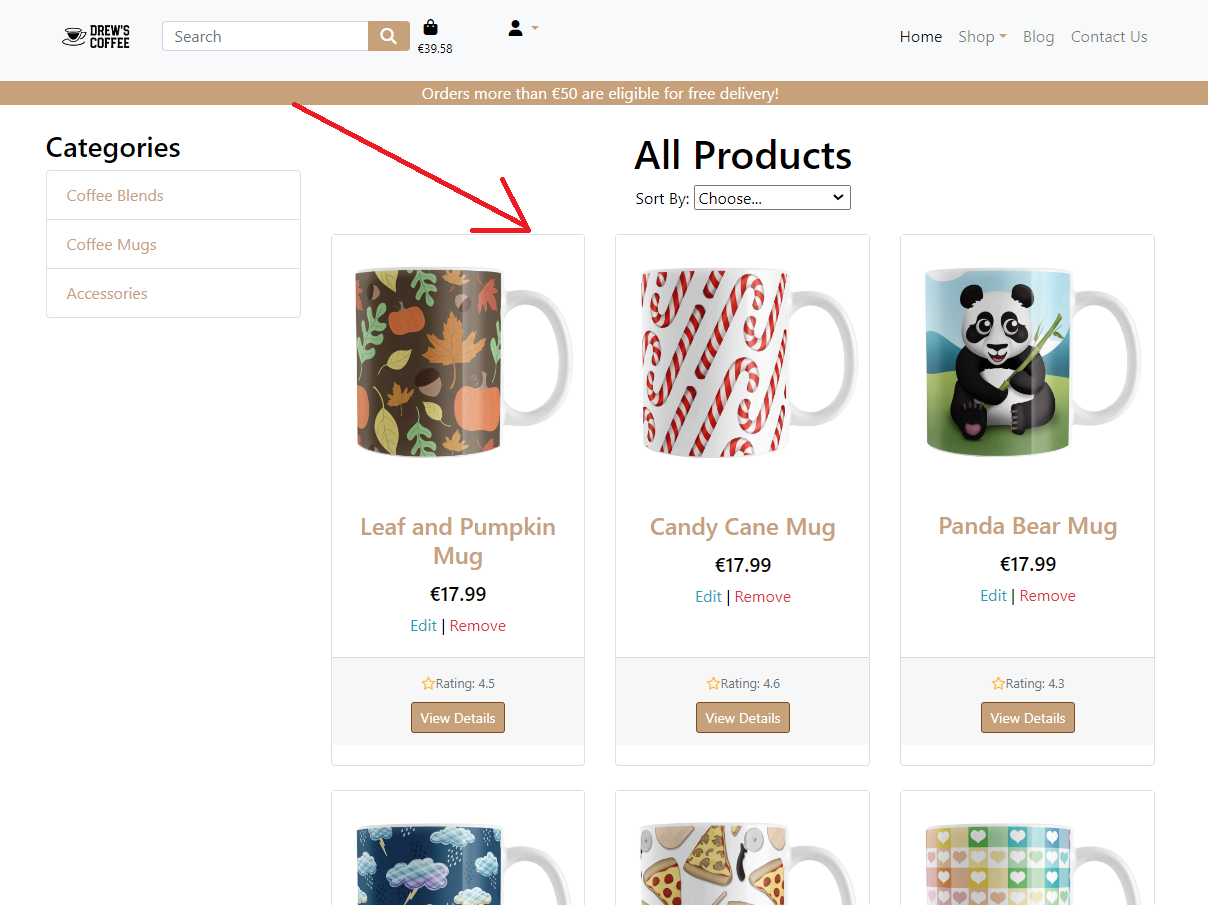 DREW'S
COFFEE
Search
€39.58
Home
Shop
Blog
Contact Us
Orders more than €50 are eligible for free delivery!
Categories
Coffee Blends
Coffee Mugs
Accessories
All Products
Sort By: Choose...
Leaf and Pumpkin
Mug
€17.99
Edit | Remove
Rating: 4.5
View Details
Candy Cane Mug
€17.99
Edit | Remove
Rating: 4.6
View Details
Panda Bear Mug
€17.99
Edit | Remove
Rating: 4.3
View Details